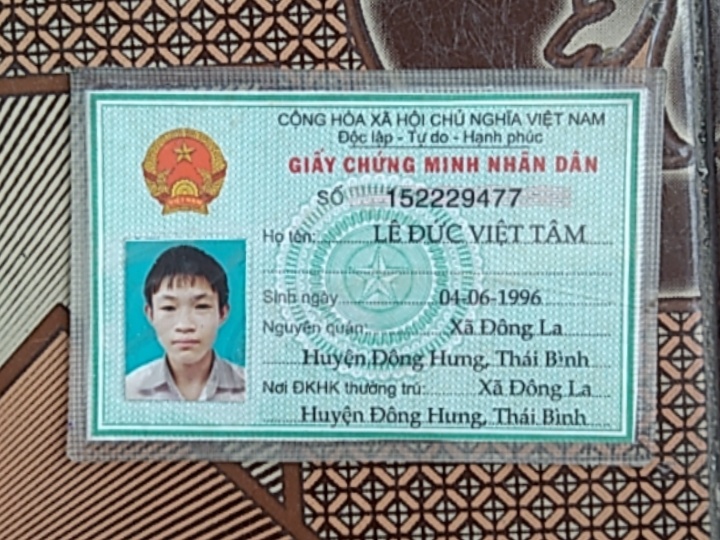 CỘNG HÒA XÃ HỘI CHỦ NGHĨA VIỆT NAM
Độc lập - Tự do - Hạnh phúc
GIẤY CHỨNG MINH NHÂN DÂN
SỐ 152229477
Họ tên: LÊ ĐỨC VIỆT TÂM
Sinh ngày 04-06-1996
Nguyên quán: Xã Đông La
Huyện Đông Hưng, Thái Bình
Nơi ĐKHK thường trú: Xã Đông La
Huyện Đông Hưng, Thái Bình
VIỆT NAM